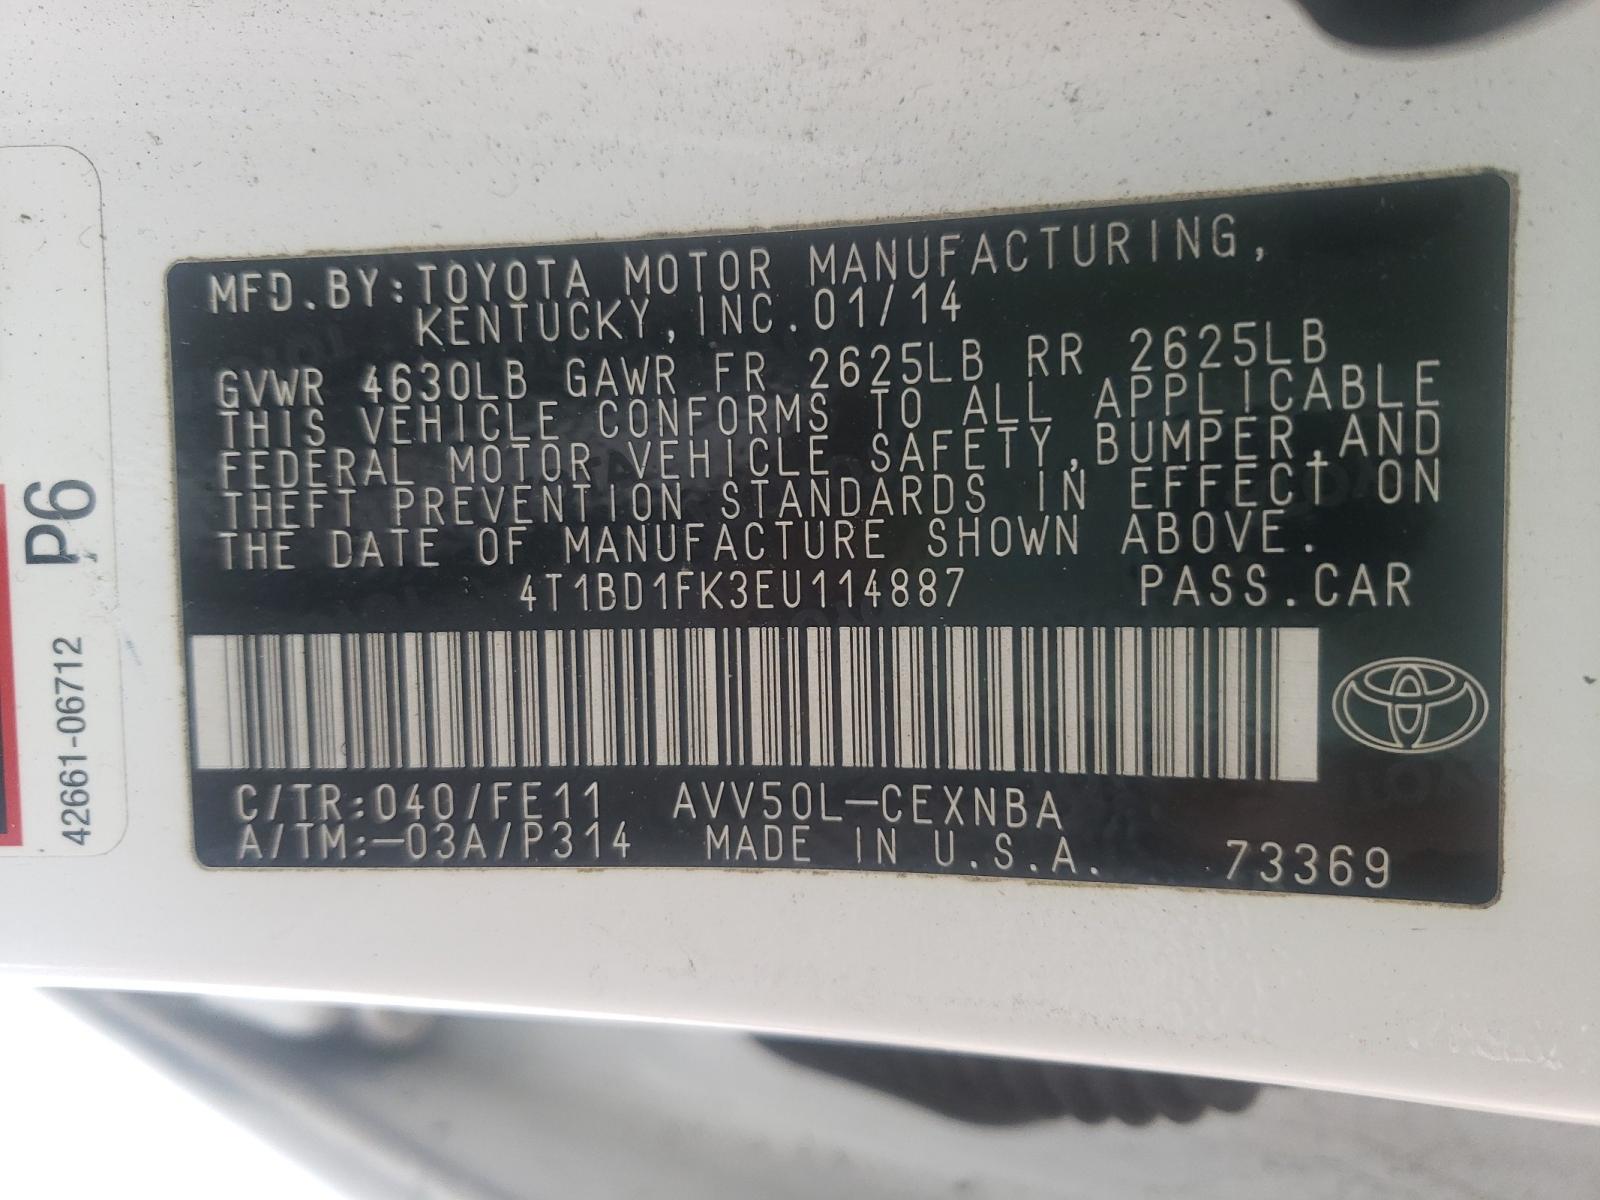 MFD.BY:TOYOTA MOTOR MANUFACTURING,
KENTUCKY, INC. 01/14
GVWR 4630LB GAWR FR 2625LB RR 2625LB
THIS VEHICLE CONFORMS TO ALL APPLICABLE
FEDERAL MOTOR VEHICLE SAFETY, BUMPER, AND
THEFT PREVENTION STANDARDS IN EFFECT ON
THE DATE OF MANUFACTURE SHOWN ABOVE.
4T1BD1FK3EU114887 PASS.CAR
C/TR:040/FE11 AVV50L-CEXNBA
A/TM:-03A/P314 MADE IN U.S.A. 73369
P6
42661-06712